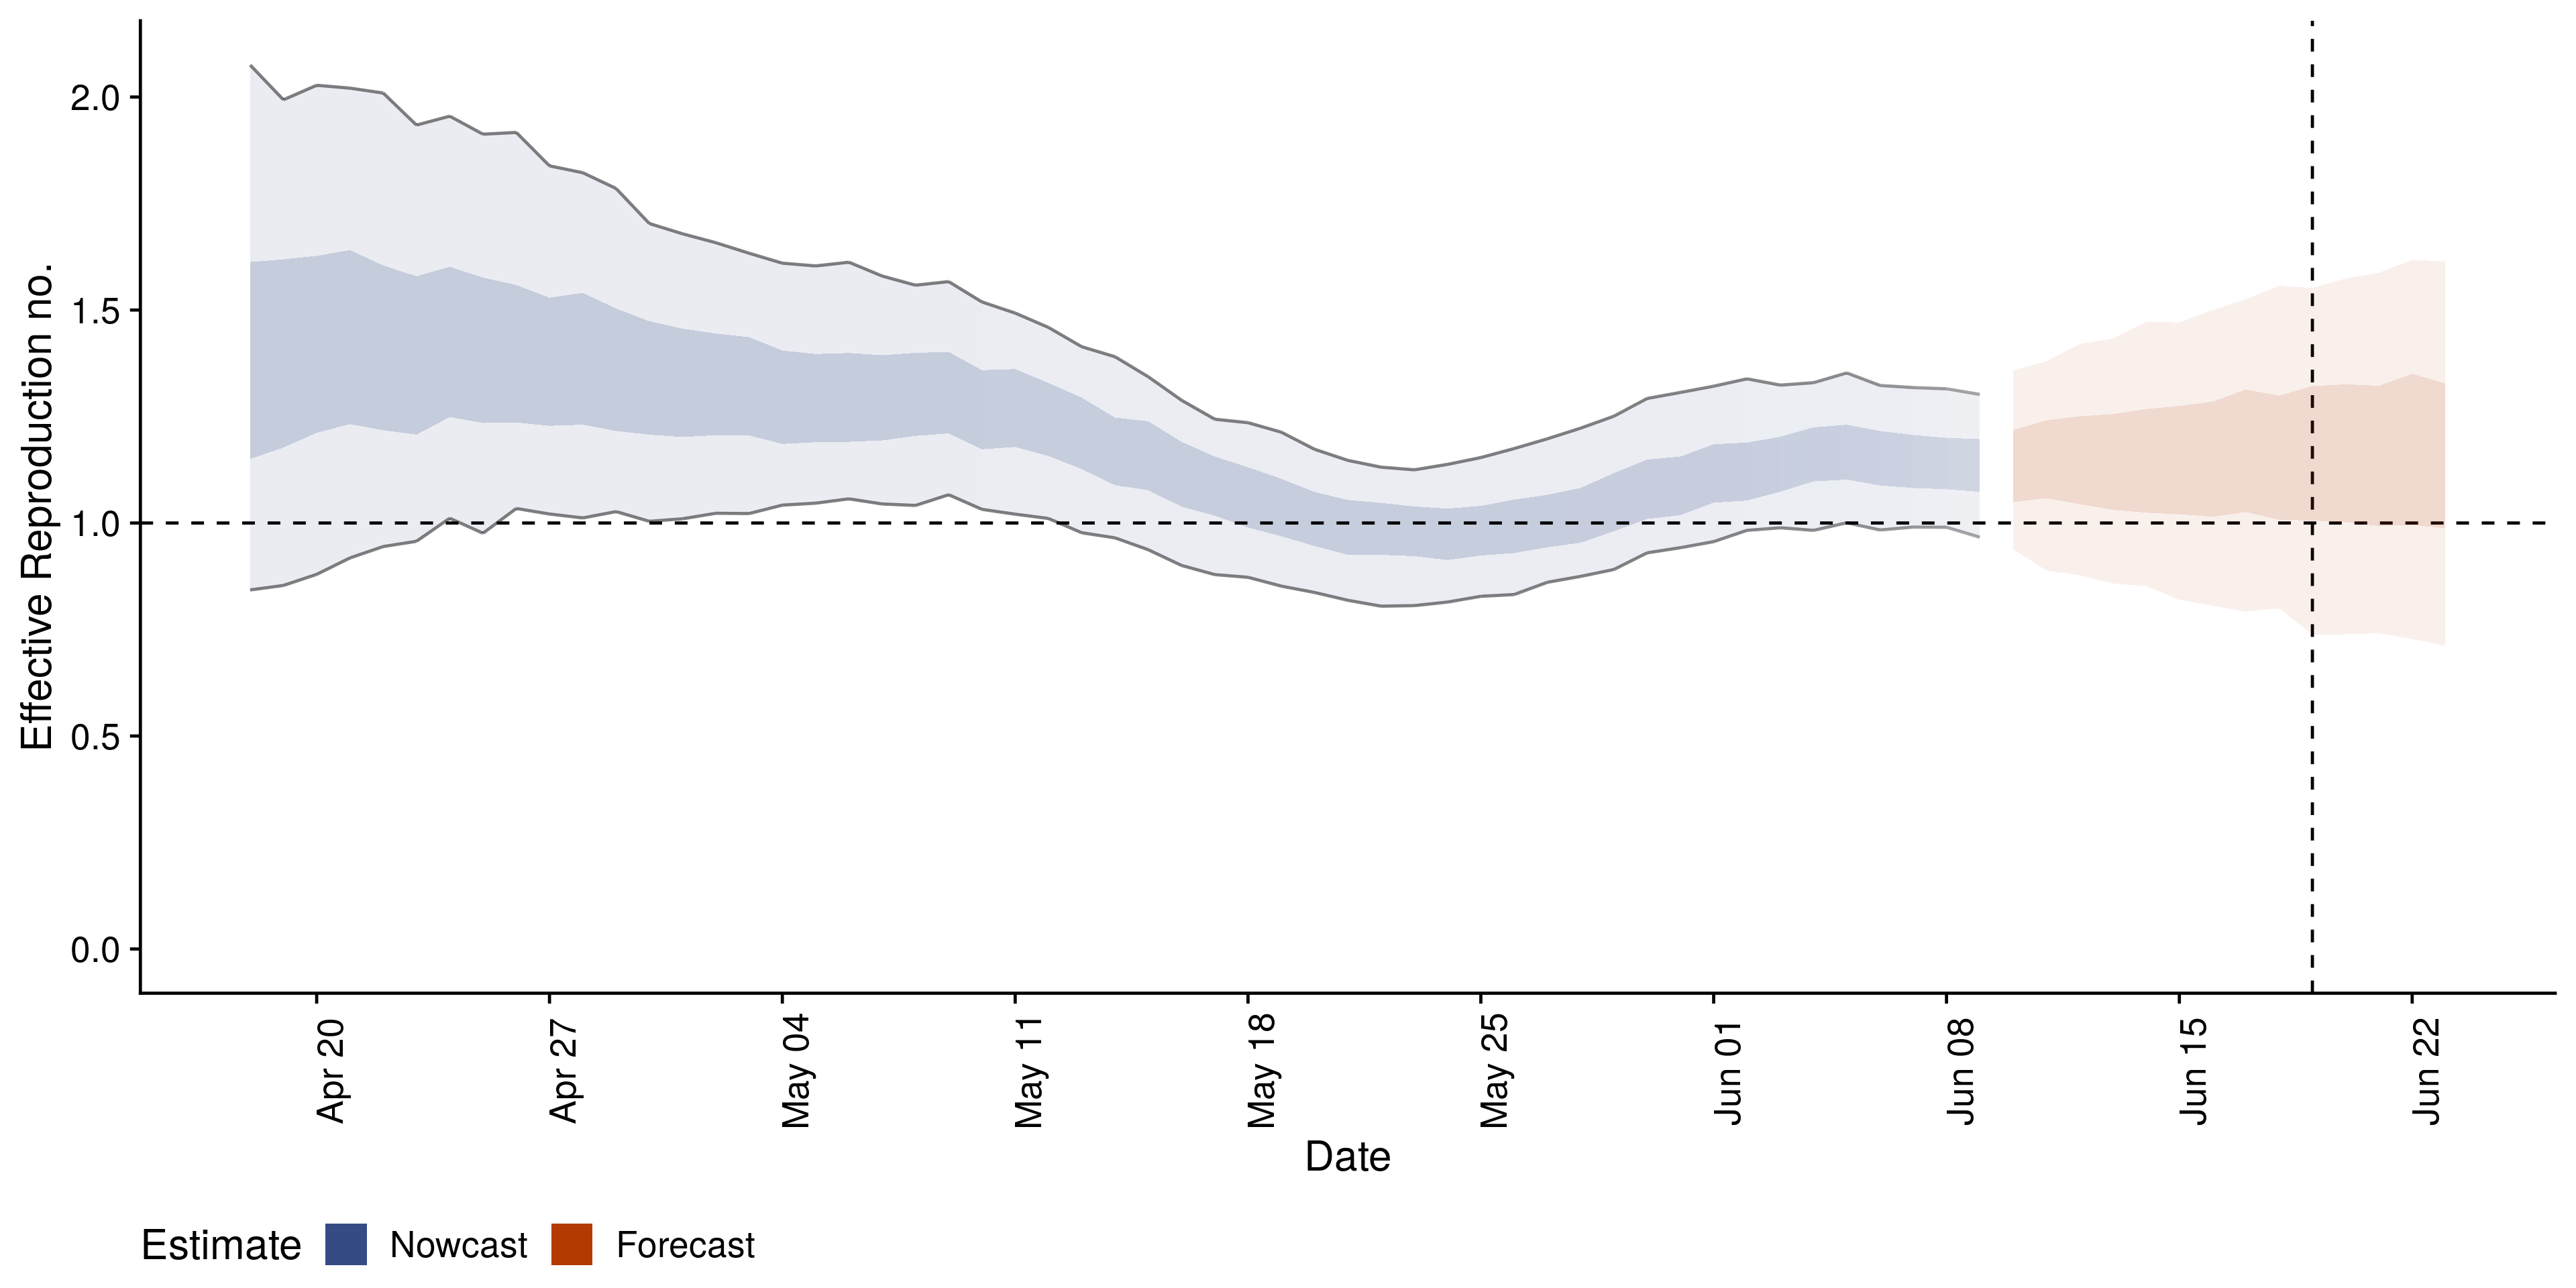 Effective Reproduction no.
2.0
1.5
1.0
0.5
0.0
Apr 20
Apr 27
May 04
May 11
May 18
May 25
Jun 01
Jun 08
Jun 15
Jun 22
Date
Estimate Nowcast Forecast